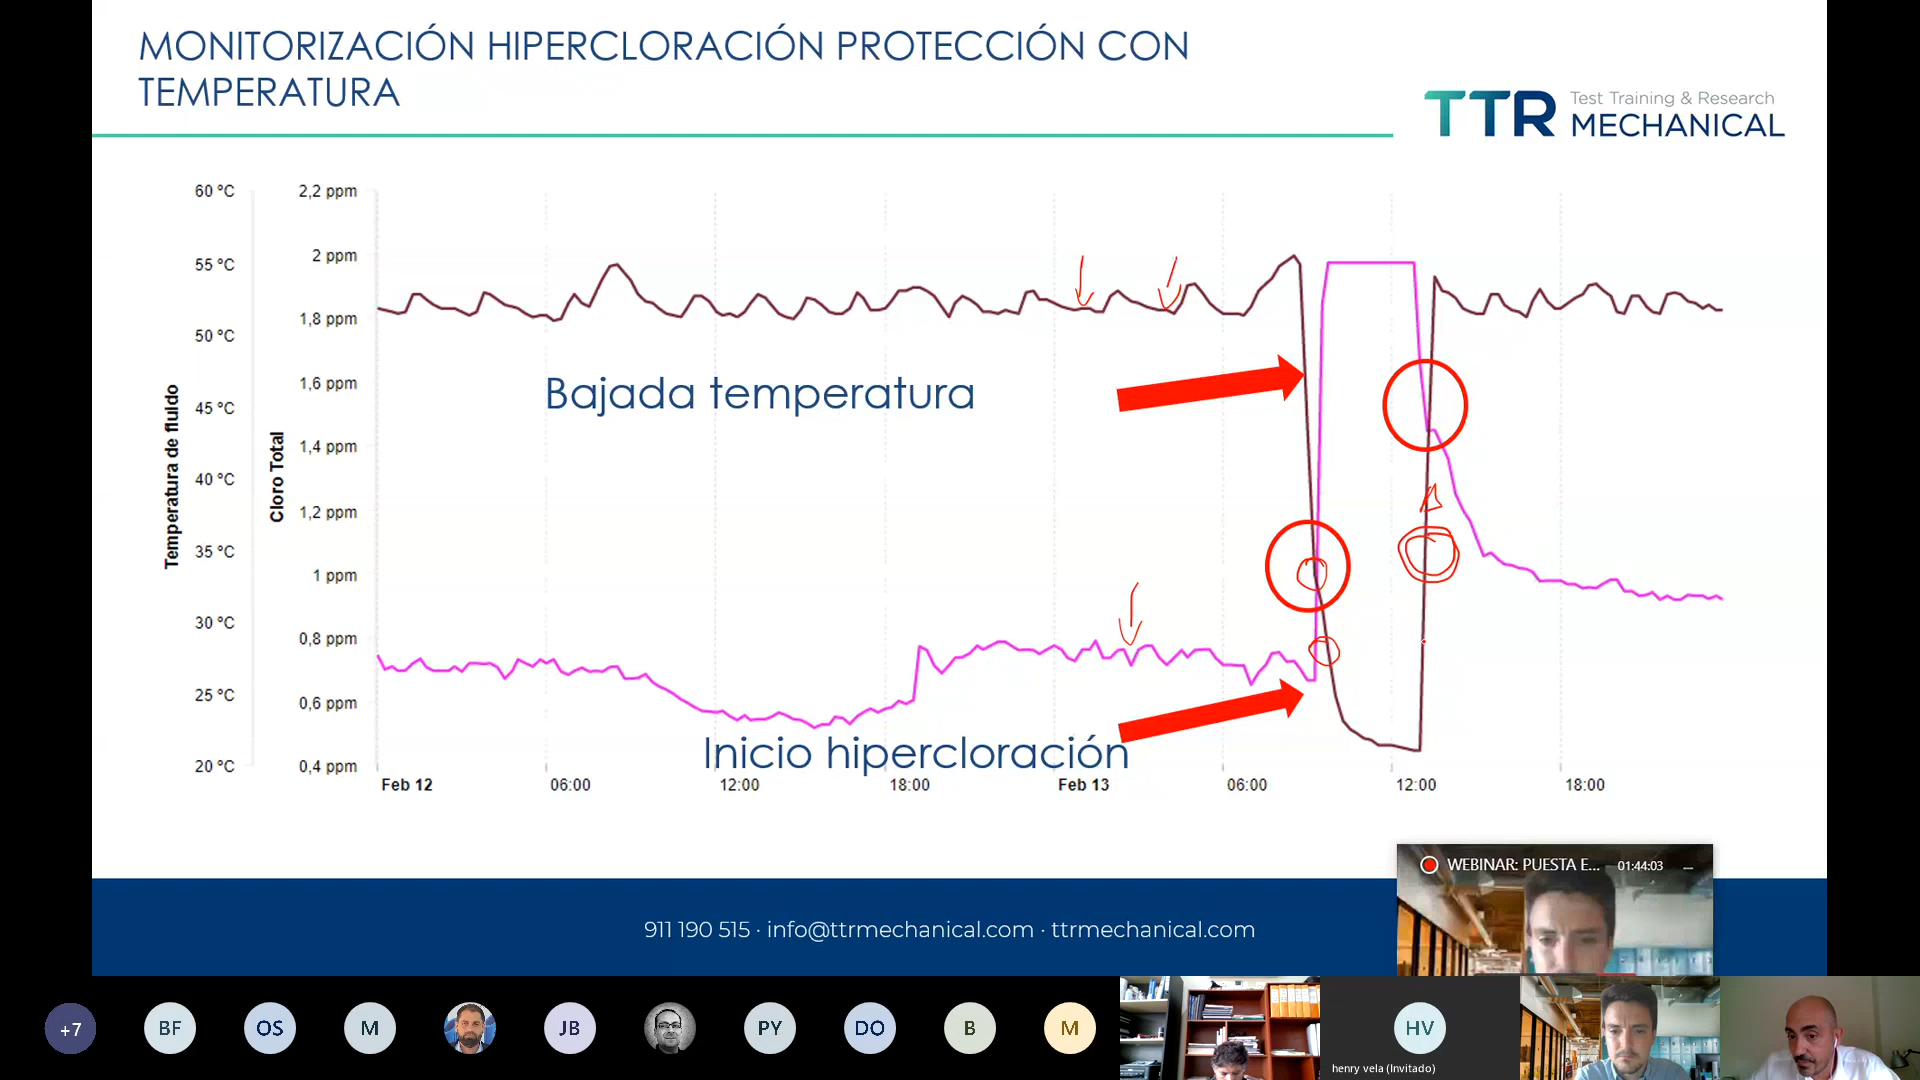 MONITORIZACIÓN HIPERCLORACIÓN PROTECCIÓN CON
TEMPERATURA
TTR Test Training & Research
MECHANICAL
60 °C
55 °C
50 °C
45 °C
40 °C
35 °C
30 °C
25 °C
20 °C
Temperatura de fluido
2,2 ppm
2 ppm
1,8 ppm
1,6 ppm
1,4 ppm
1,2 ppm
1 ppm
0,8 ppm
0,6 ppm
0,4 ppm
Cloro Total
Bajada temperatura
Inicio hipercloración
Feb 12 06:00 12:00 18:00 Feb 13 06:00 12:00 18:00
911 190 515 · info@ttrmechanical.com · ttrmechanical.com
WEBINAR: PUESTA E... 01:44:03
+7 BF OS M JB PY DO B M HV
henry vela (Invitado)